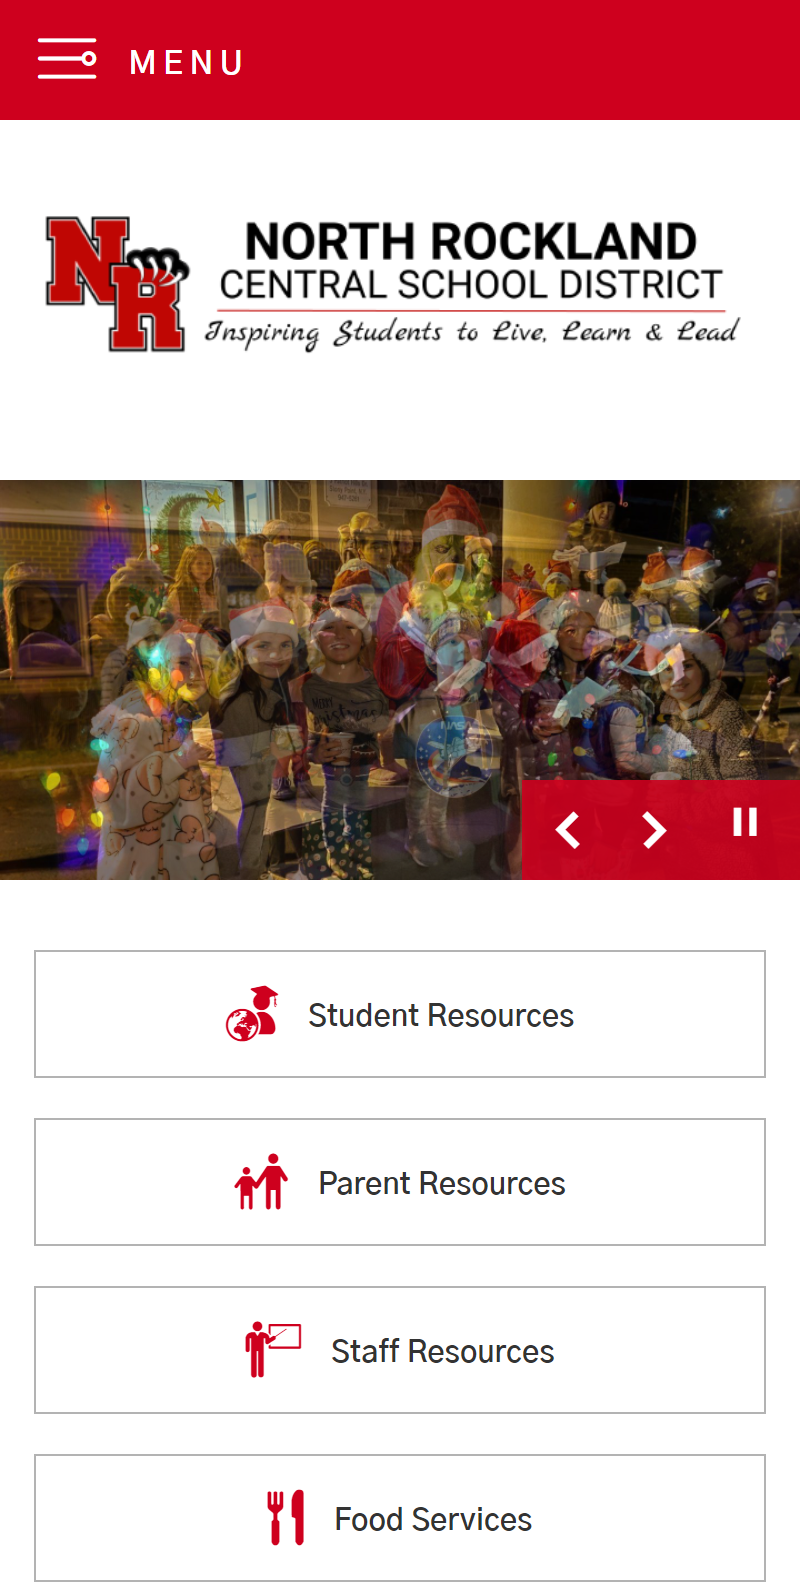 MENU
NR
NORTH ROCKLAND
CENTRAL SCHOOL DISTRICT
Inspiring Students to Live, Learn & Lead
NASA
Student Resources
Parent Resources
Staff Resources
Food Services